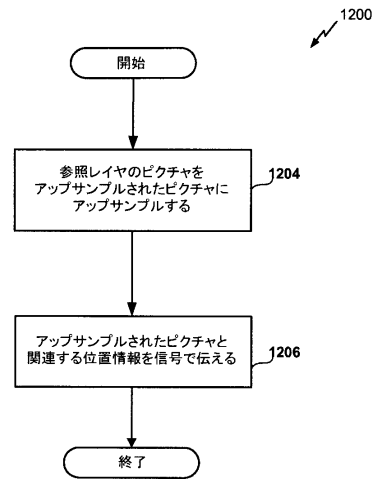 1200
開始
参照レイヤのピクチャを
アップサンプルされたピクチャに
アップサンプルする
1204
アップサンプルされたピクチャと
関連する位置情報を信号で伝える
1206
終了